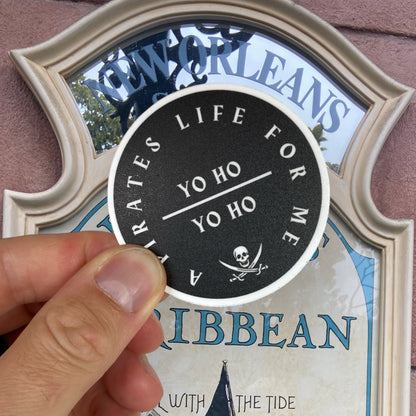 NEW ORLEANS
A PIRATES LIFE FOR ME
YO HO
YO HO
RIBBEAN
WITH THE TIDE